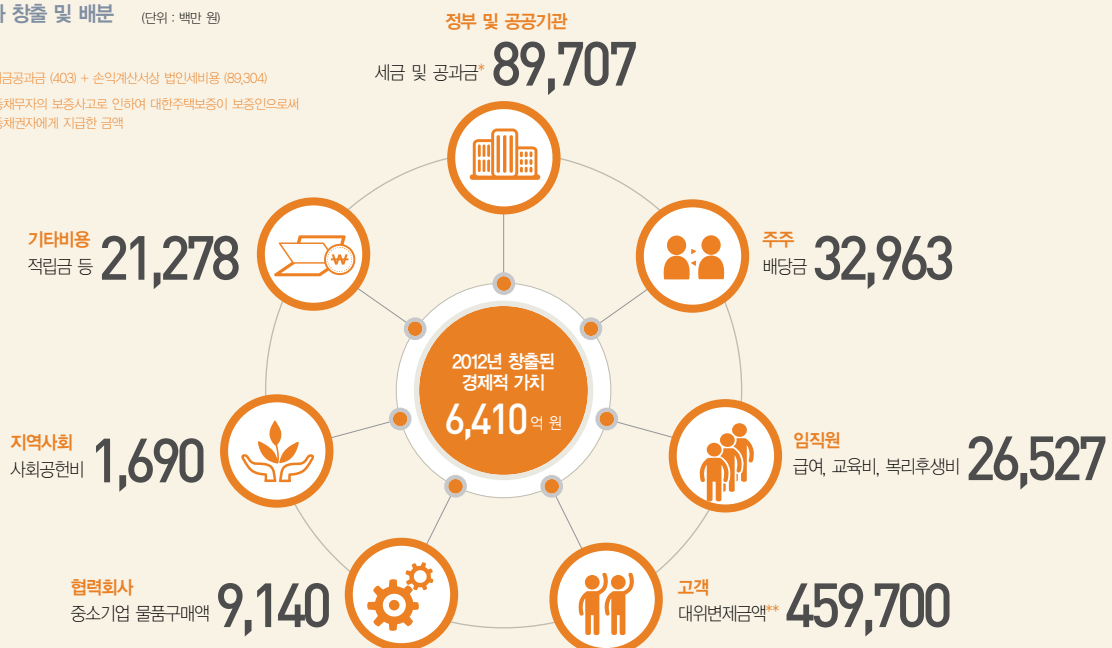 창출 및 배분 (단위 : 백만 원)
세금공과금 (403) + 손익계산서상 법인세비용 (89,304)
채무자의 보증사고로 인하여 대한주택보증이 보증인으로써
채권자에게 지급한 금액
정부 및 공공기관
세금 및 공과금* 89,707
기타비용
적립금 등 21,278
주주
배당금 32,963
2012년 창출된
경제적 가치
6,410억 원
지역사회
사회공헌비 1,690
임직원
급여, 교육비, 복리후생비 26,527
협력회사
중소기업 물품구매액 9,140
고객
대위변제금액** 459,700